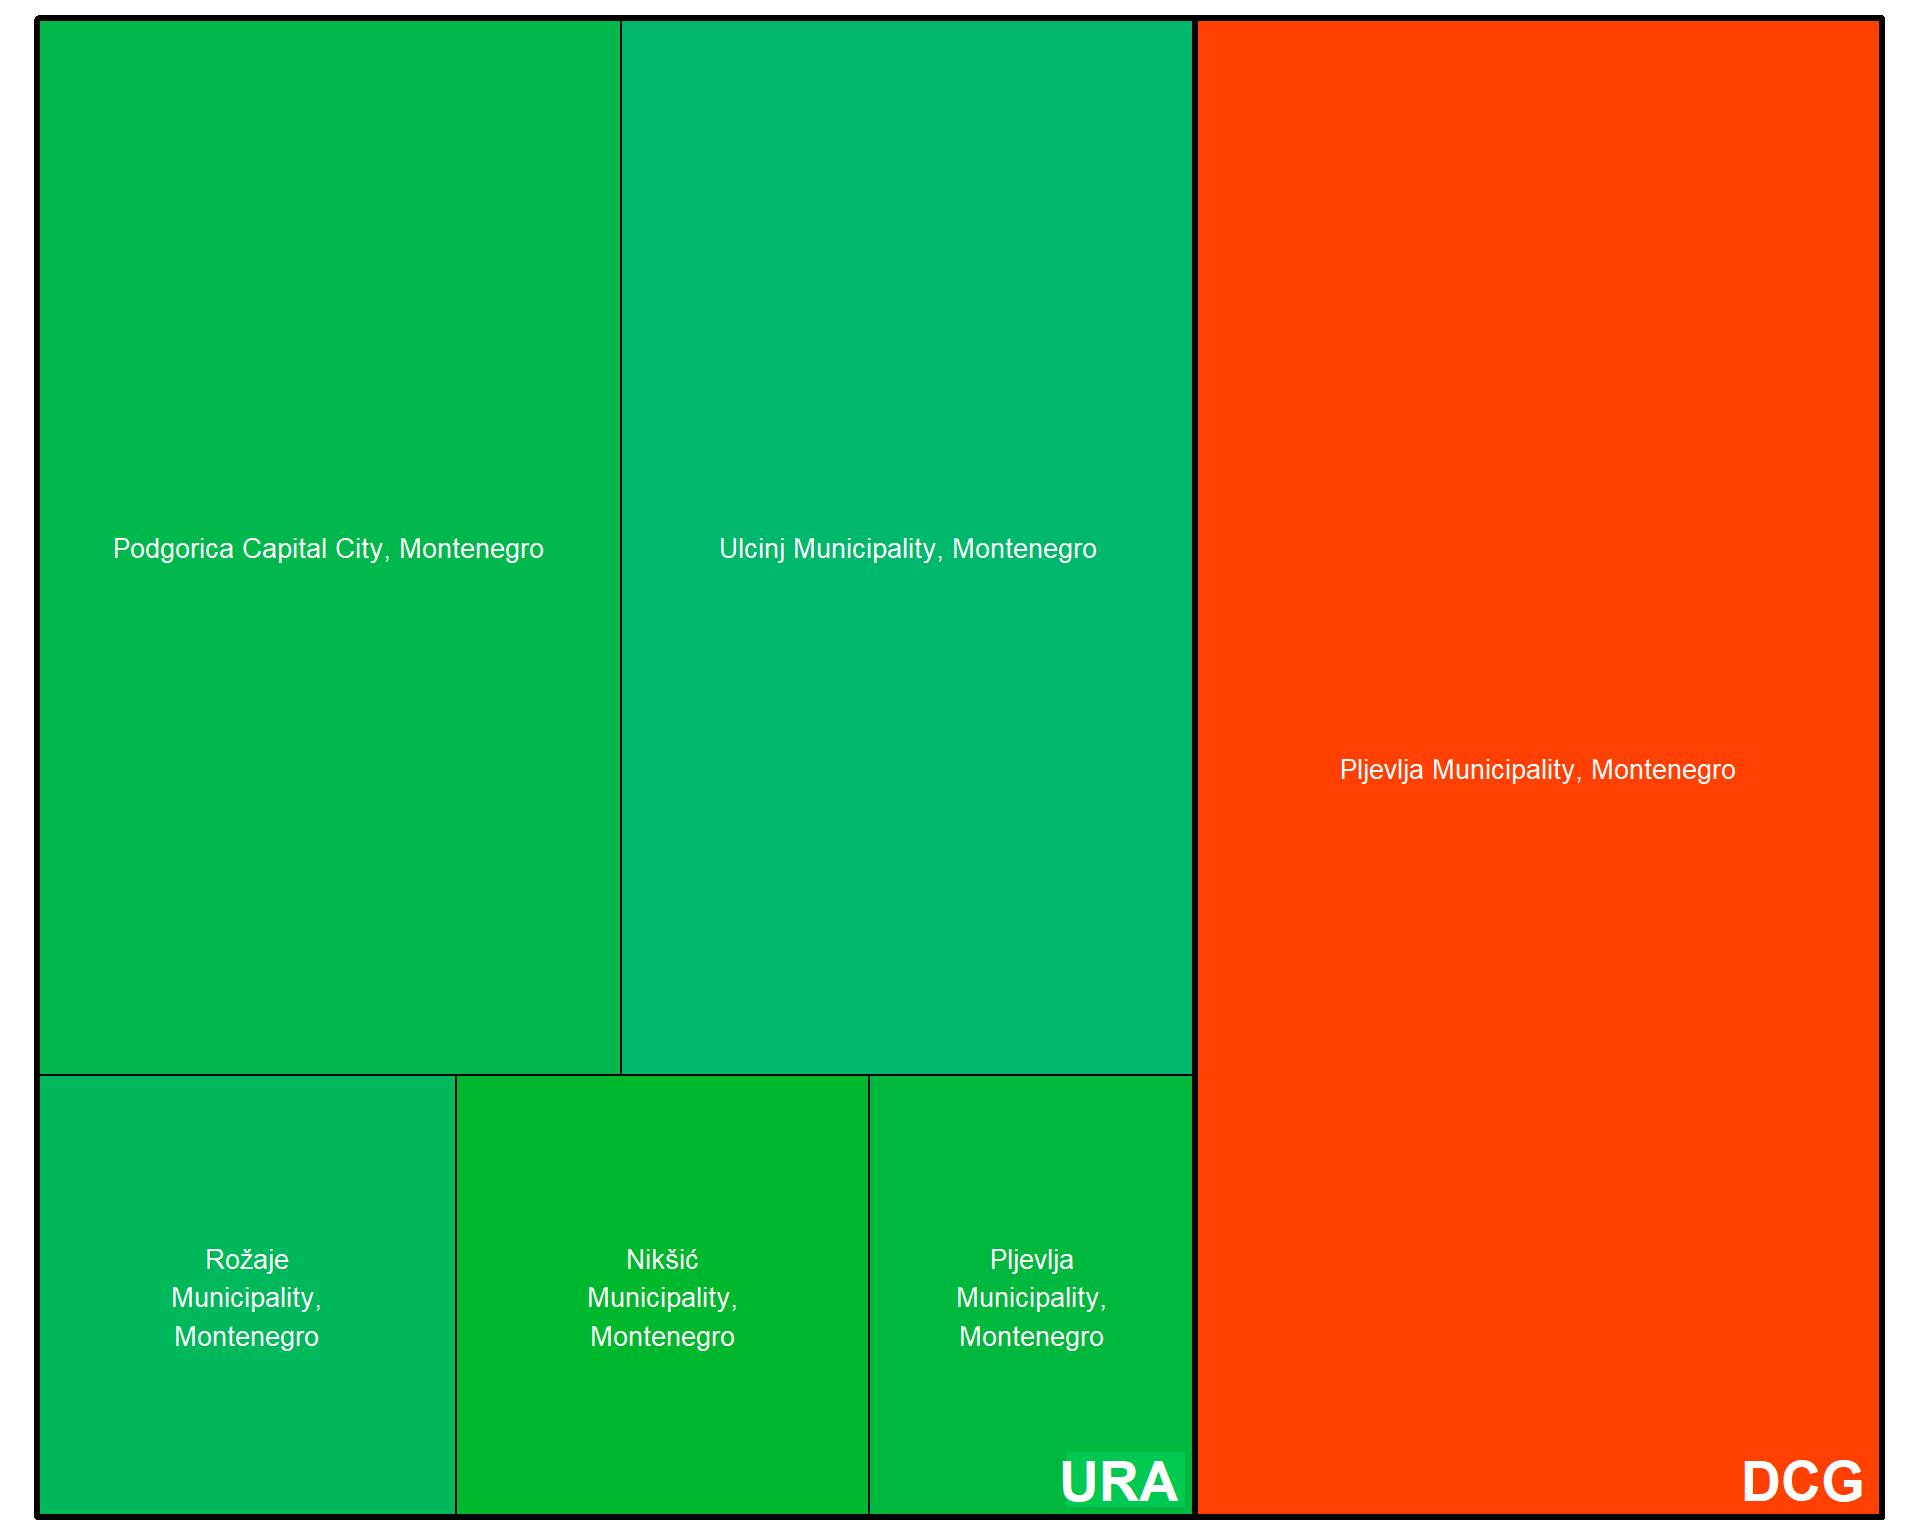 Podgorica Capital City, Montenegro
Ulcinj Municipality, Montenegro
Pljevlja Municipality, Montenegro
Rožaje
Municipality,
Montenegro
Nikšić
Municipality,
Montenegro
Pljevlja
Municipality,
Montenegro
URA
DCG